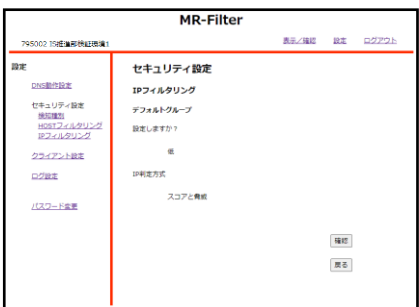 MR-Filter
795002 IS推進部検証環境1
表示/確認 設定 ログアウト
設定
DNS動作設定
セキュリティ設定
検知種別
HOSTフィルタリング
IPフィルタリング
クライアント設定
ログ設定
パスワード変更
セキュリティ設定
IPフィルタリング
デフォルトグループ
設定しますか?
低
IP判定方式
スコアと脅威
確認
戻る